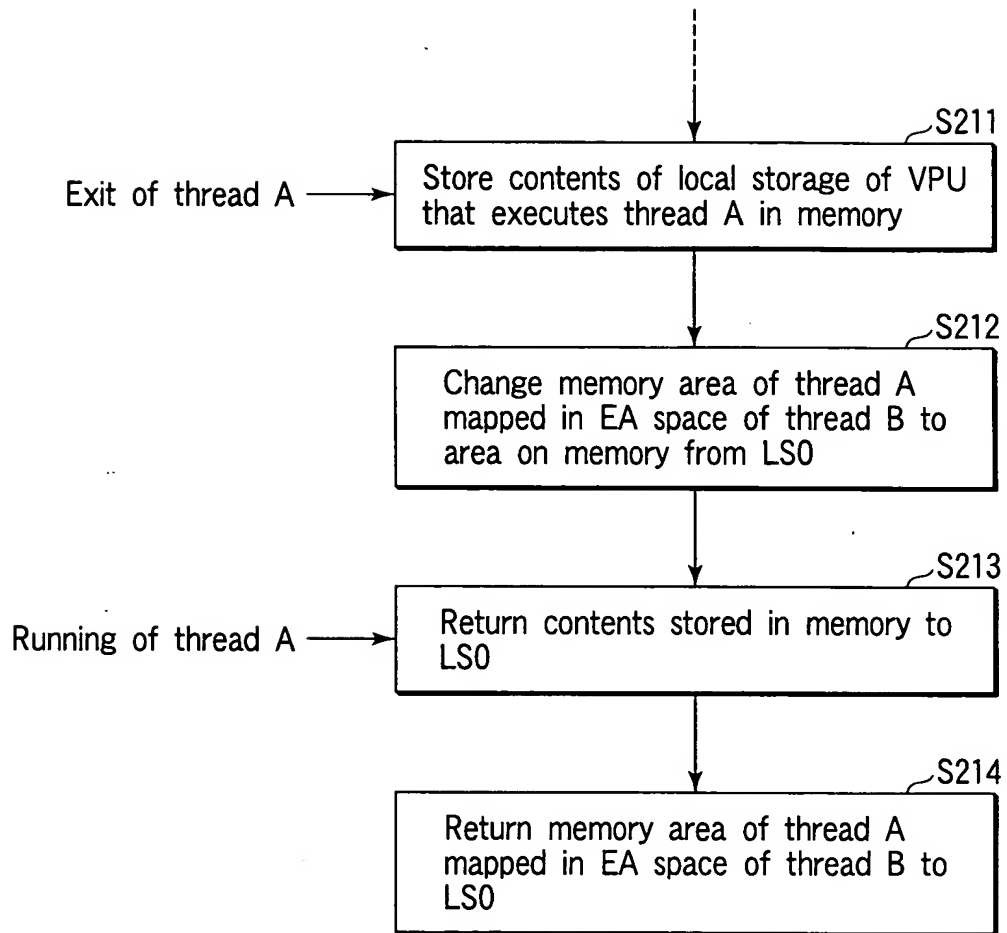 S211
Exit of thread A
Store contents of local storage of VPU
that executes thread A in memory
S212
Change memory area of thread A
mapped in EA space of thread B to
area on memory from LS0
S213
Running of thread A
Return contents stored in memory to
LS0
S214
Return memory area of thread A
mapped in EA space of thread B to
LS0